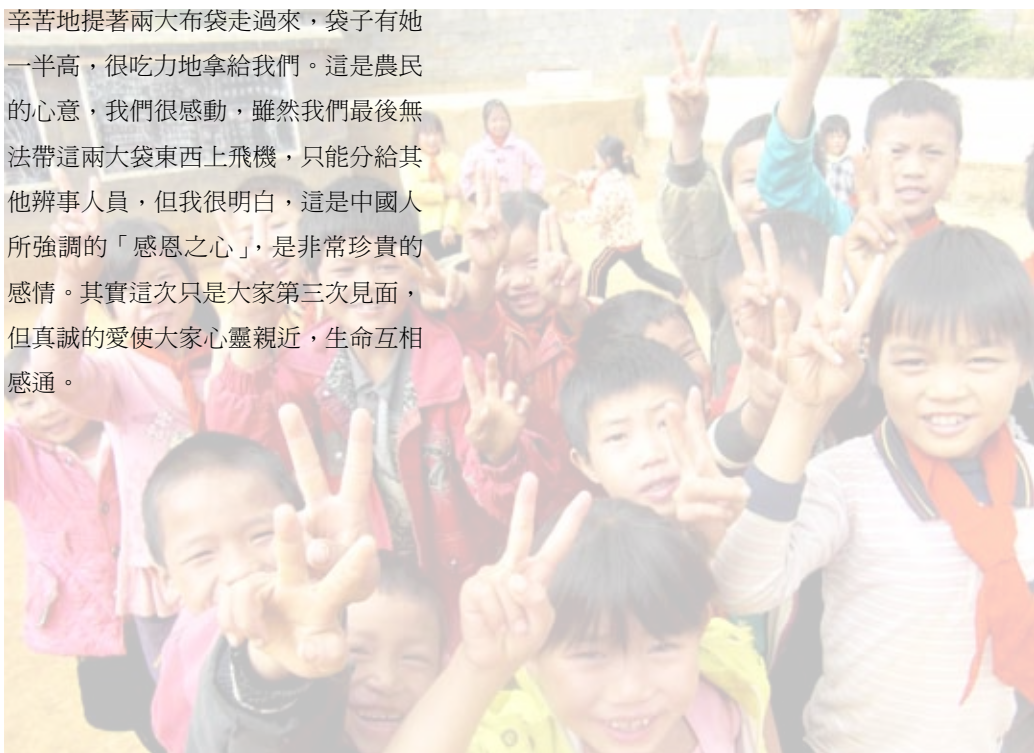 辛苦地提著兩大布袋走過來，袋子有她
一半高，很吃力地拿給我們。這是農民
的心意，我們很感動，雖然我們最後無
法帶這兩大袋東西上飛機，只能分給其
他辨事人員，但我很明白，這是中國人
所強調的「感恩之心」，是非常珍貴的
感情。其實這次只是大家第三次見面，
但真誠的愛使大家心靈親近，生命互相
感通。